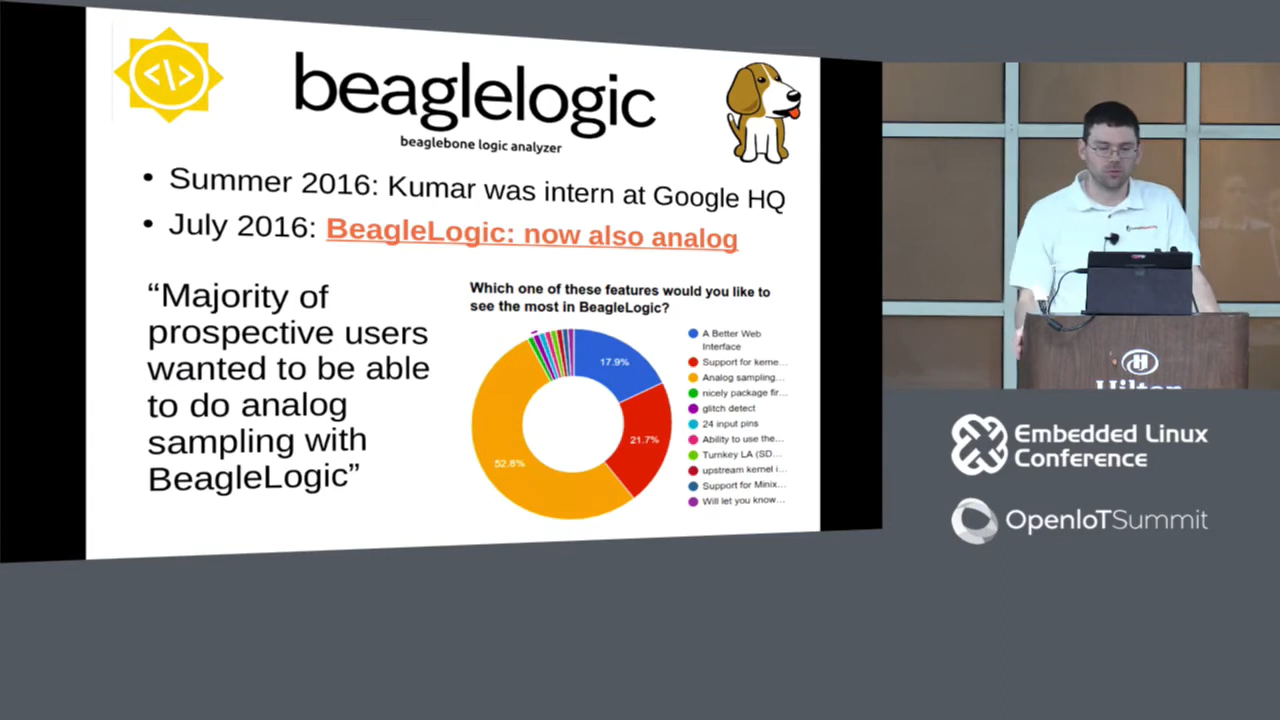 </>
beaglelogic
beaglebone logic analyzer
• Summer 2016: Kumar was intern at Google HQ
• July 2016: BeagleLogic: now also analog
“Majority of
prospective users
wanted to be able
to do analog
sampling with
BeagleLogic”
Which one of these features would you like to
see the most in BeagleLogic?
17.9%
21.7%
52.8%
A Better Web
Interface
Support for kerne...
Analog sampling...
nicely package fir...
glitch detect
24 input pins
Ability to use the...
Turnkey LA (SD...
upstream kernel i...
Support for Minix...
Will let you know...
Hilton
Embedded Linux
Conference
OpenIoTSummit